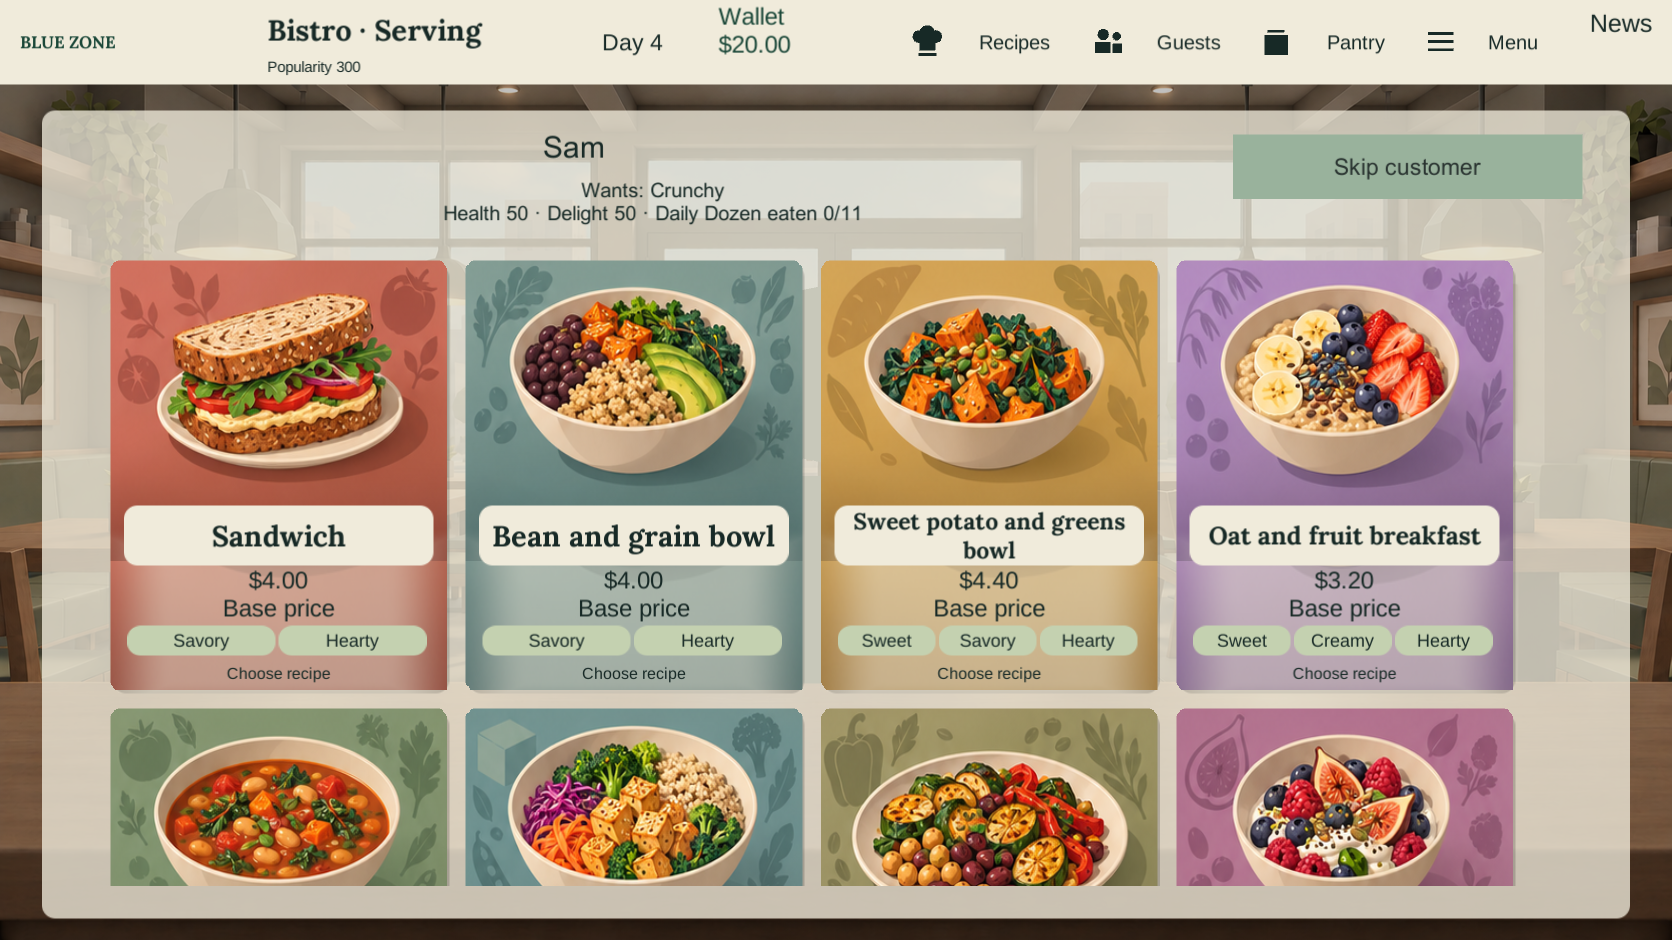 BLUE ZONE
Bistro · Serving
Popularity 300
Day 4
Wallet
$20.00
Recipes
Guests
Pantry
Menu
News
Sam
Wants: Crunchy
Health 50 · Delight 50 · Daily Dozen eaten 0/11
Skip customer
Sandwich
$4.00
Base price
Savory
Hearty
Choose recipe
Bean and grain bowl
$4.00
Base price
Savory
Hearty
Choose recipe
Sweet potato and greens
bowl
$4.40
Base price
Sweet
Savory
Hearty
Choose recipe
Oat and fruit breakfast
$3.20
Base price
Sweet
Creamy
Hearty
Choose recipe